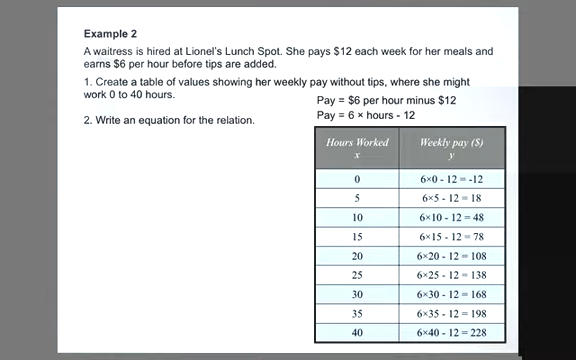 Example 2
A waitress is hired at Lionel's Lunch Spot. She pays $12 each week for her meals and
earns $6 per hour before tips are added.
1. Create a table of values showing her weekly pay without tips, where she might
work 0 to 40 hours.
Pay = $6 per hour minus $12
Pay = 6 × hours - 12
2. Write an equation for the relation.
Hours Worked Weekly pay ($)
x y
0 6×0 - 12 = -12
5 6×5 - 12 = 18
10 6×10 - 12 = 48
15 6×15 - 12 = 78
20 6×20 - 12 = 108
25 6×25 - 12 = 138
30 6×30 - 12 = 168
35 6×35 - 12 = 198
40 6×40 - 12 = 228